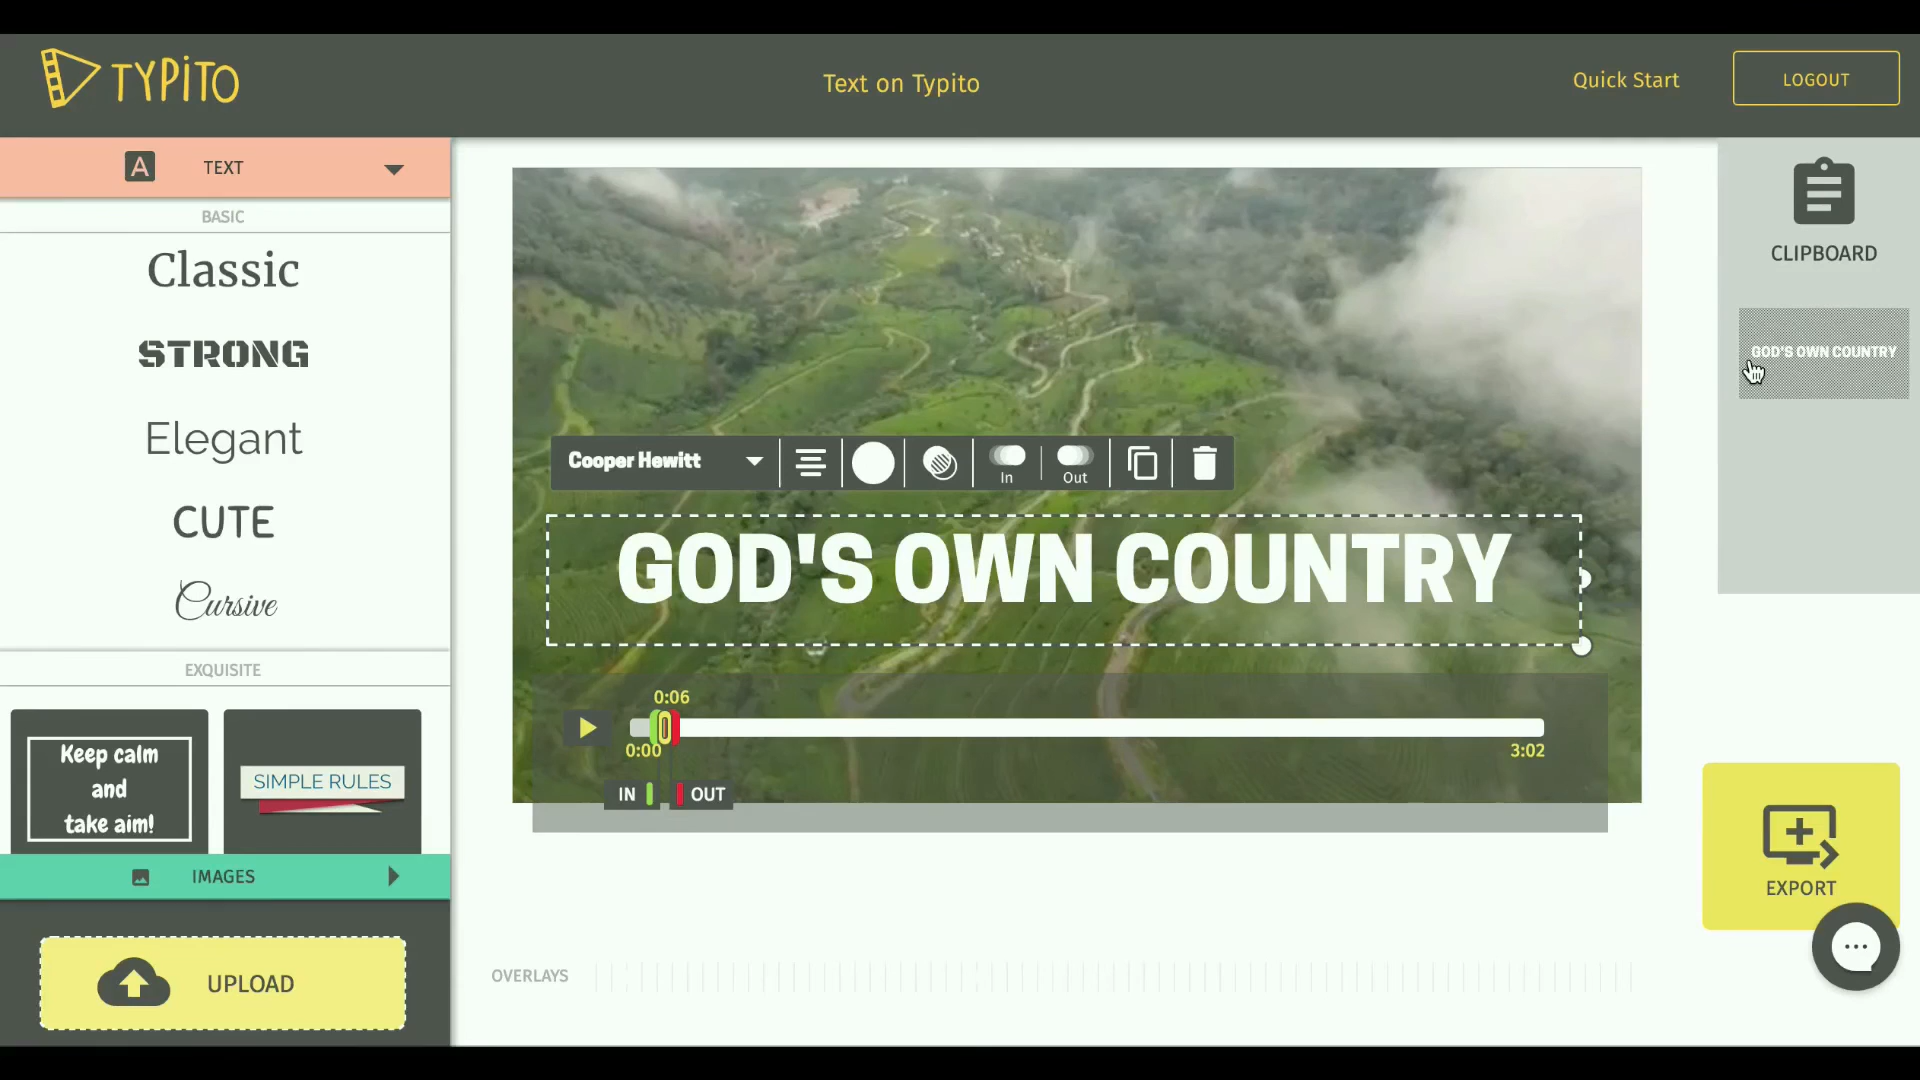 TYPiTO
Text on Typito
Quick Start
LOGOUT
A
TEXT
BASIC
Classic
STRONG
Elegant
CUTE
Cursive
EXQUISITE
Keep calm
and
take aim!
SIMPLE RULES
IMAGES
UPLOAD
Cooper Hewitt
In
Out
GOD'S OWN COUNTRY
0:06
0:00
3:02
IN
OUT
OVERLAYS
CLIPBOARD
GOD'S OWN COUNTRY
EXPORT